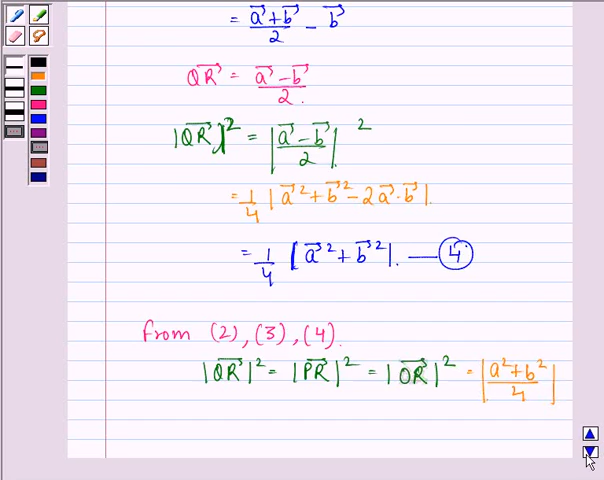 = (a⃗ + b⃗)/2 - b⃗
QR⃗ = (a⃗ - b⃗)/2.
|QR⃗|² = |(a⃗ - b⃗)/2|²
= 1/4 |a⃗² + b⃗² - 2a⃗·b⃗|.
= 1/4 [a⃗² + b⃗²|. — ④
from (2), (3), (4).
|QR⃗|² = |PR⃗|² = |OR⃗|² = |(a² + b²)/4|